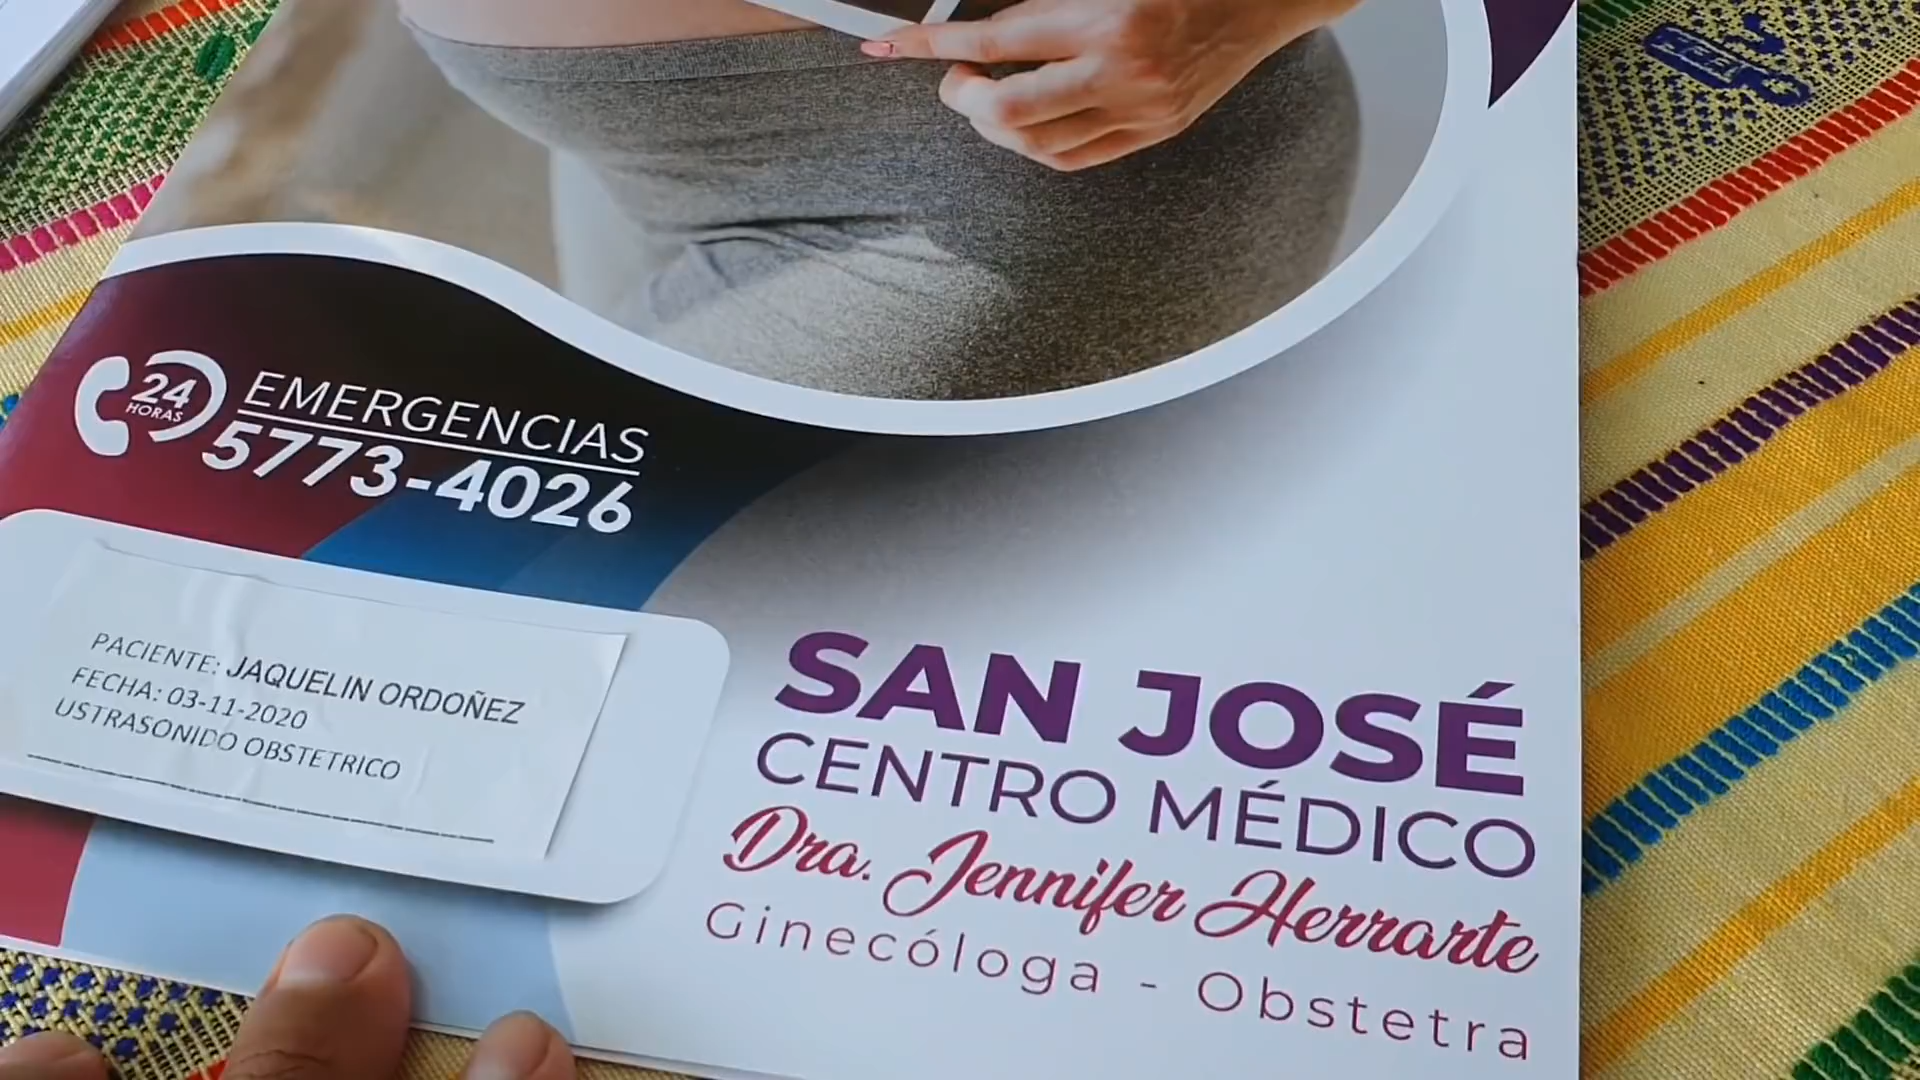 24
HORAS
EMERGENCIAS
5773-4026
PACIENTE: JAQUELIN ORDOÑEZ
FECHA: 03-11-2020
USTRASONIDO OBSTETRICO
SAN JOSÉ
CENTRO MÉDICO
Dra. Jennifer Herrarte
Ginecóloga - Obstetra